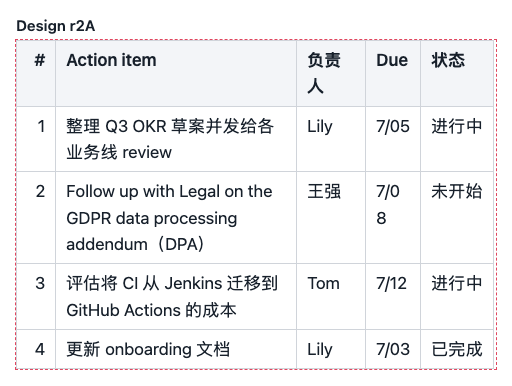 Design r2A
# Action item 负责人 Due 状态
1 整理 Q3 OKR 草案并发给各业务线 review Lily 7/05 进行中
2 Follow up with Legal on the GDPR data processing addendum（DPA） 王强 7/08 未开始
3 评估将 CI 从 Jenkins 迁移到 GitHub Actions 的成本 Tom 7/12 进行中
4 更新 onboarding 文档 Lily 7/03 已完成